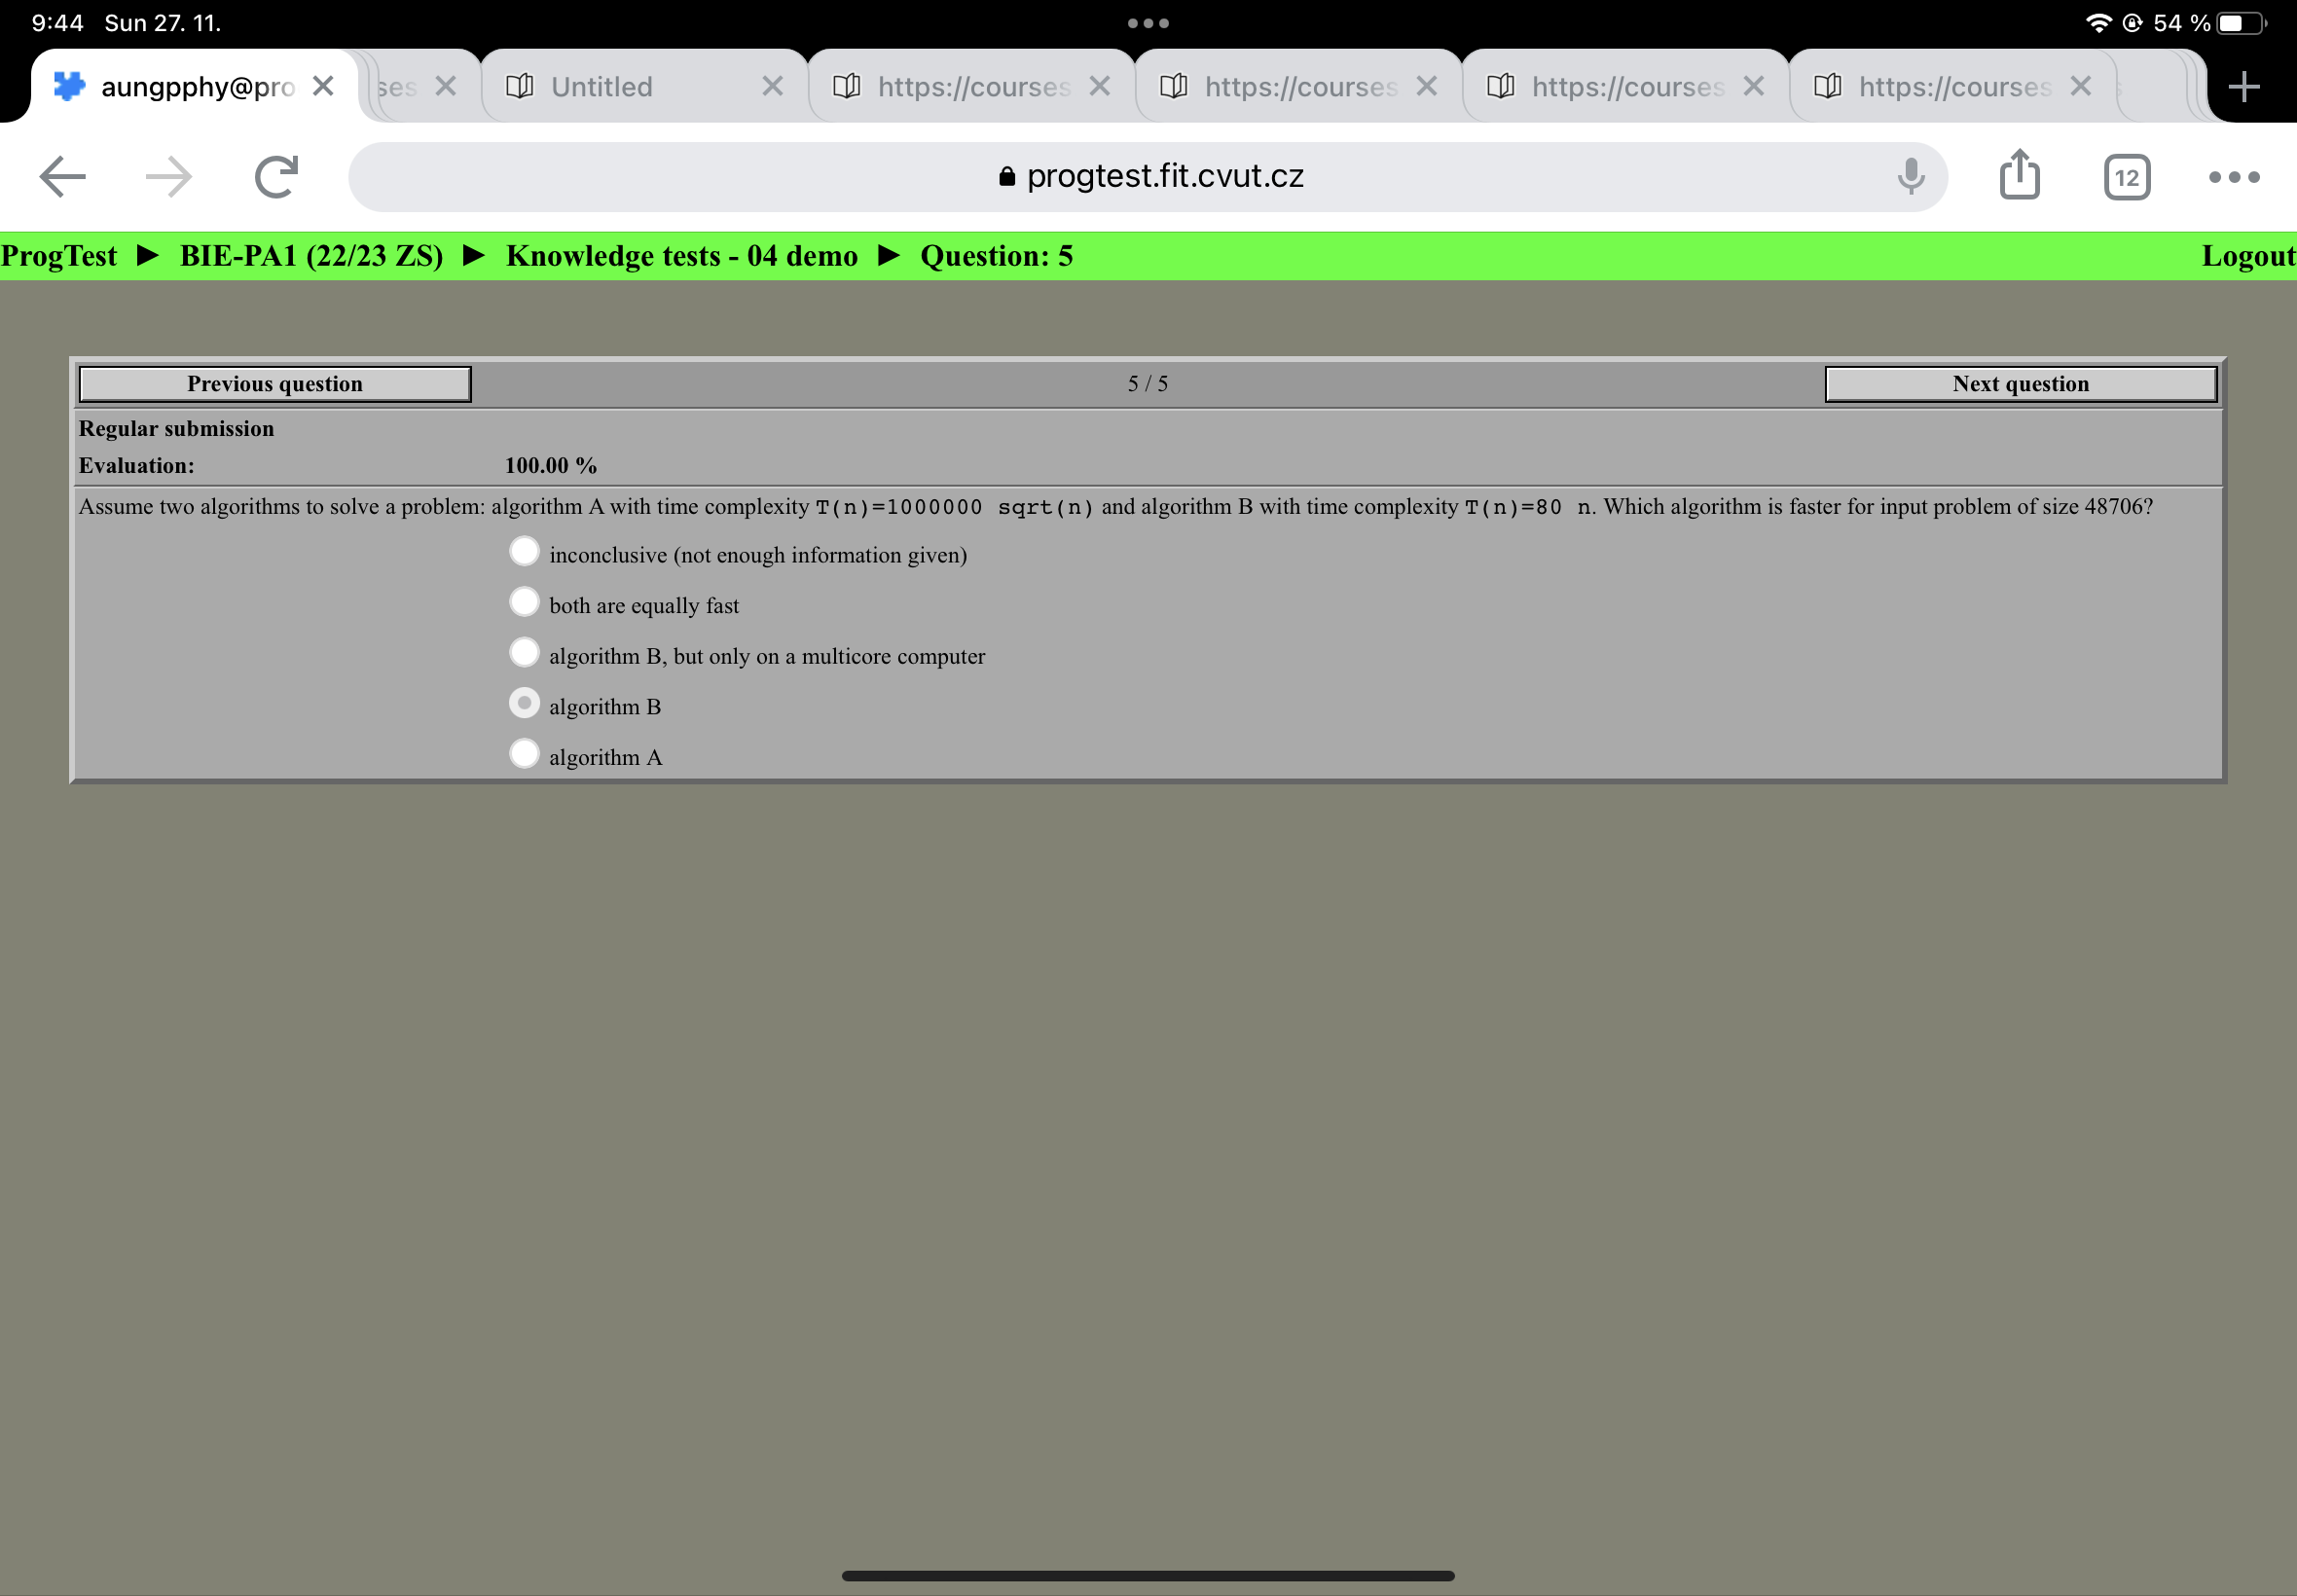 9:44 Sun 27. 11. 54 %
aungpphy@pro ses Untitled https://courses https://courses https://courses https://courses
progtest.fit.cvut.cz 12
ProgTest ► BIE-PA1 (22/23 ZS) ► Knowledge tests - 04 demo ► Question: 5 Logout
Previous question 5 / 5 Next question
Regular submission
Evaluation: 100.00 %
Assume two algorithms to solve a problem: algorithm A with time complexity T(n)=1000000 sqrt(n) and algorithm B with time complexity T(n)=80 n. Which algorithm is faster for input problem of size 48706?
inconclusive (not enough information given)
both are equally fast
algorithm B, but only on a multicore computer
algorithm B
algorithm A